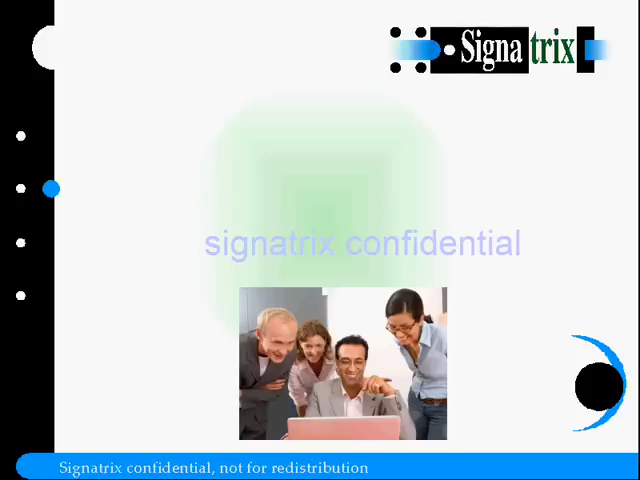 Signatrix
signatrix confidential
Signatrix confidential, not for redistribution